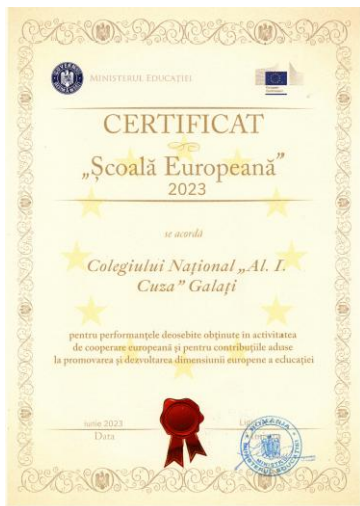 MINISTERUL EDUCAȚIEI
CERTIFICAT
„Școală Europeană”
2023
se acordă
Colegiului Național „Al. I.
Cuza” Galați
pentru performanțele deosebite obținute în activitatea
de cooperare europeană și pentru contribuțiile aduse
la promovarea și dezvoltarea dimensiunii europene a educației
iunie 2023
Data
ROMÂNIA